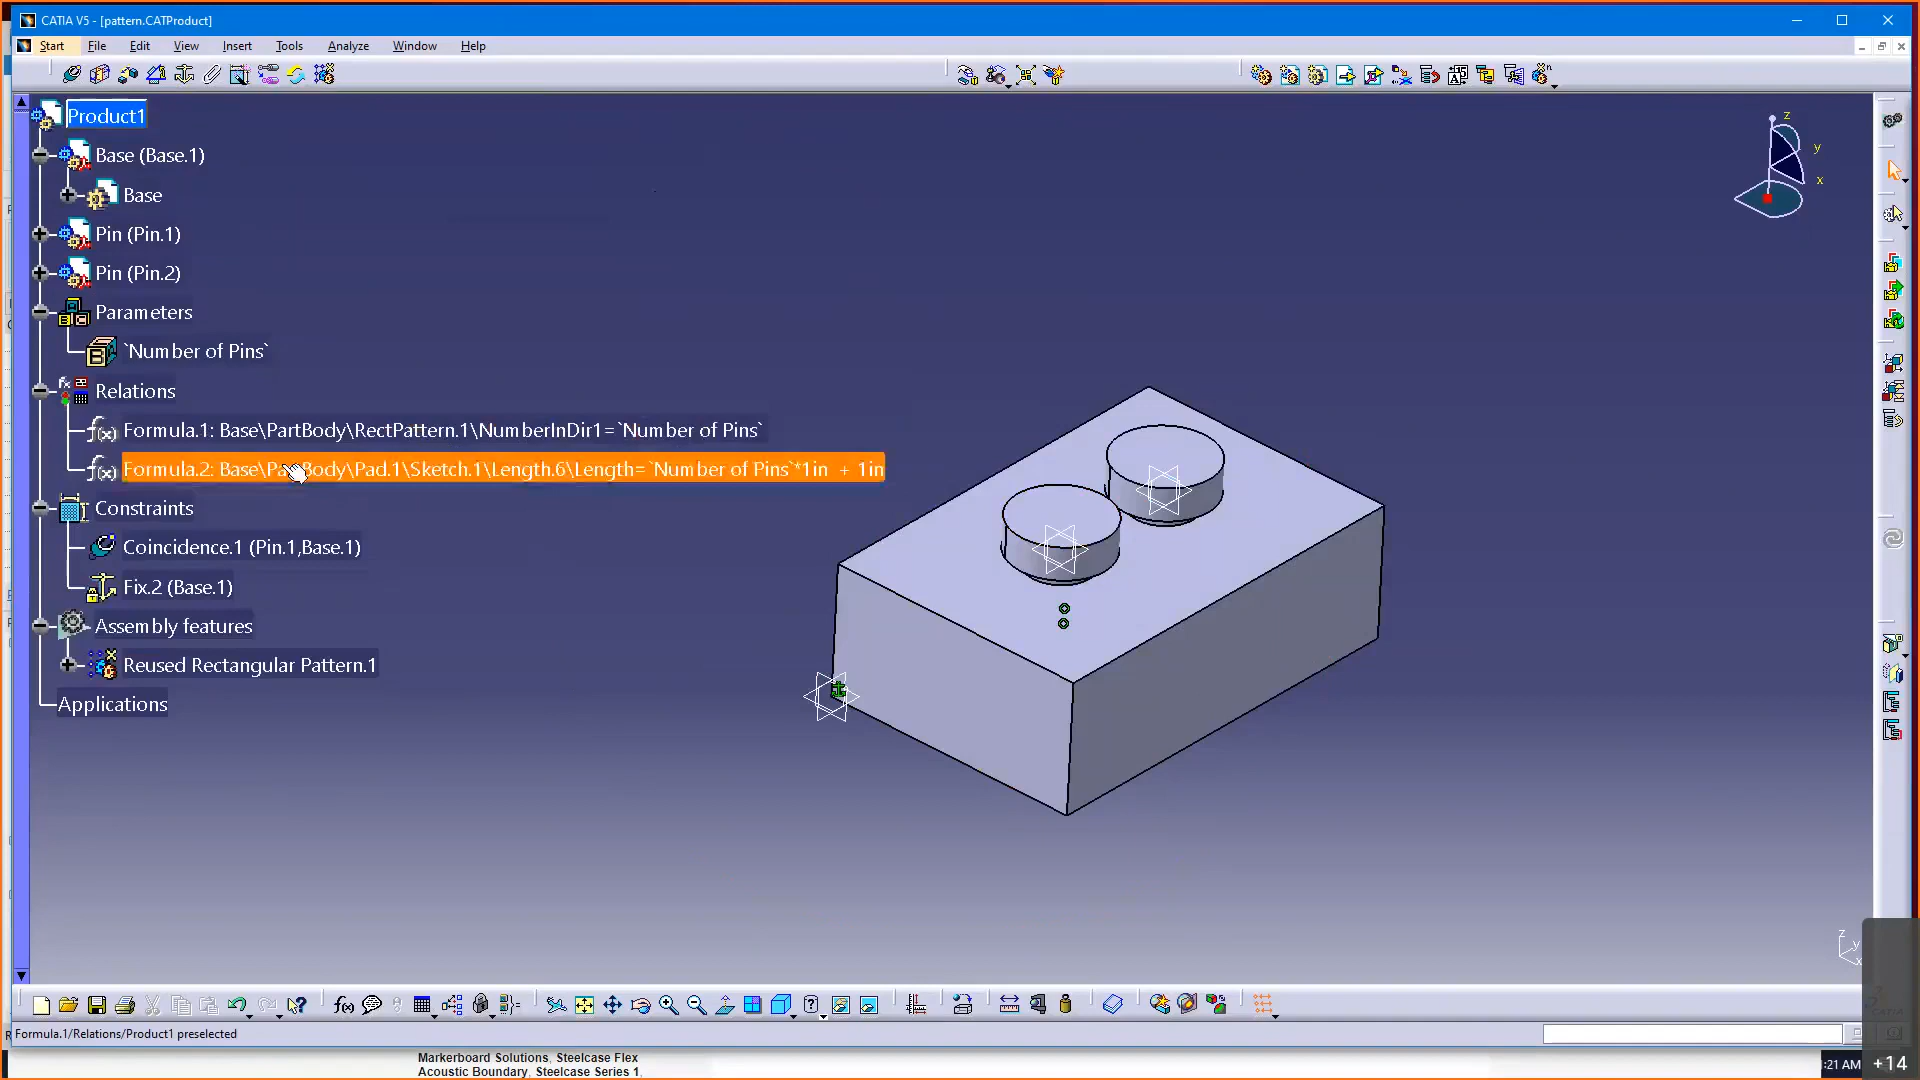 CATIA V5 - [pattern.CATProduct]
Start File Edit View Insert Tools Analyze Window Help
Product1
Base (Base.1)
Base
Pin (Pin.1)
Pin (Pin.2)
Parameters
`Number of Pins`
Relations
Formula.1: Base\PartBody\RectPattern.1\NumberInDir1=`Number of Pins`
Formula.2: Base\PartBody\Pad.1\Sketch.1\Length.6\Length=`Number of Pins`*1in + 1in
Constraints
Coincidence.1 (Pin.1,Base.1)
Fix.2 (Base.1)
Assembly features
Reused Rectangular Pattern.1
Applications
z
y
x
z
y
x
Formula.1/Relations/Product1 preselected
Markerboard Solutions, Steelcase Flex
Acoustic Boundary, Steelcase Series 1,
:21 AM
+14